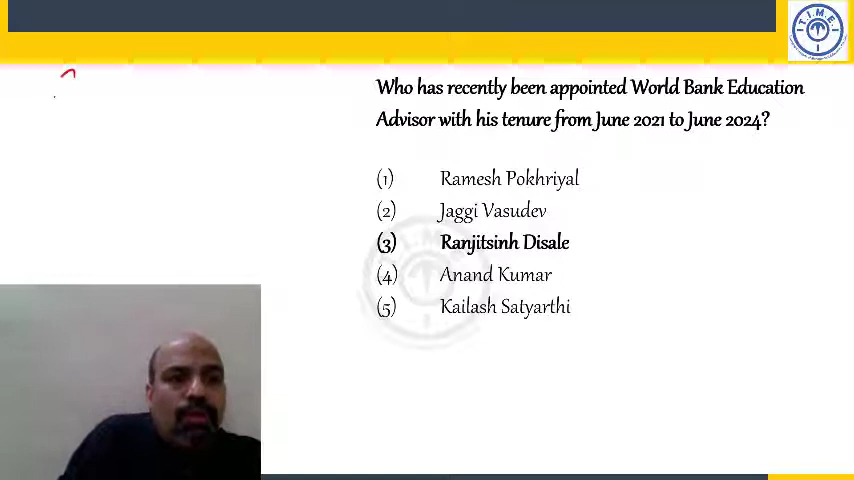 T.I.M.E.
Who has recently been appointed World Bank Education
Advisor with his tenure from June 2021 to June 2024?
(1) Ramesh Pokhriyal
(2) Jaggi Vasudev
(3) Ranjitsinh Disale
(4) Anand Kumar
(5) Kailash Satyarthi